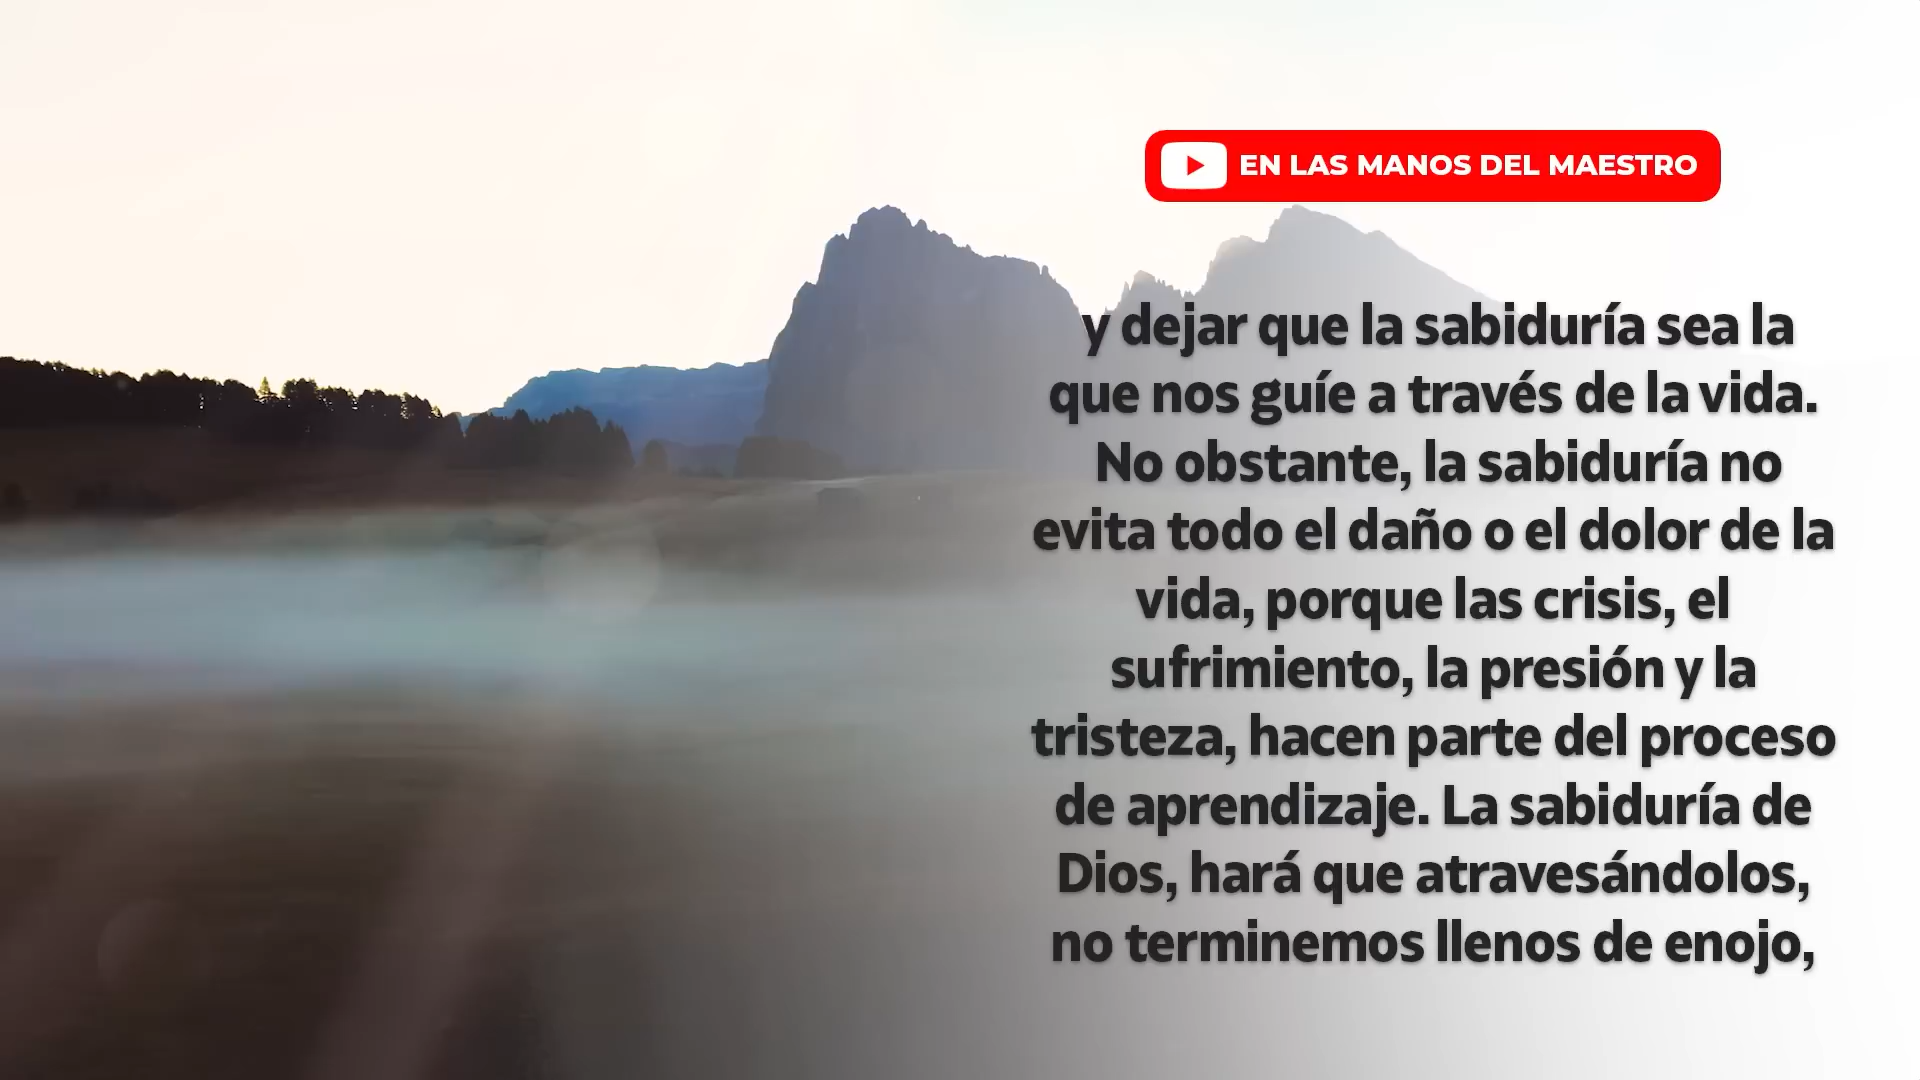 EN LAS MANOS DEL MAESTRO
y dejar que la sabiduría sea la
que nos guíe a través de la vida.
No obstante, la sabiduría no
evita todo el daño o el dolor de la
vida, porque las crisis, el
sufrimiento, la presión y la
tristeza, hacen parte del proceso
de aprendizaje. La sabiduría de
Dios, hará que atravesándolos,
no terminemos llenos de enojo,